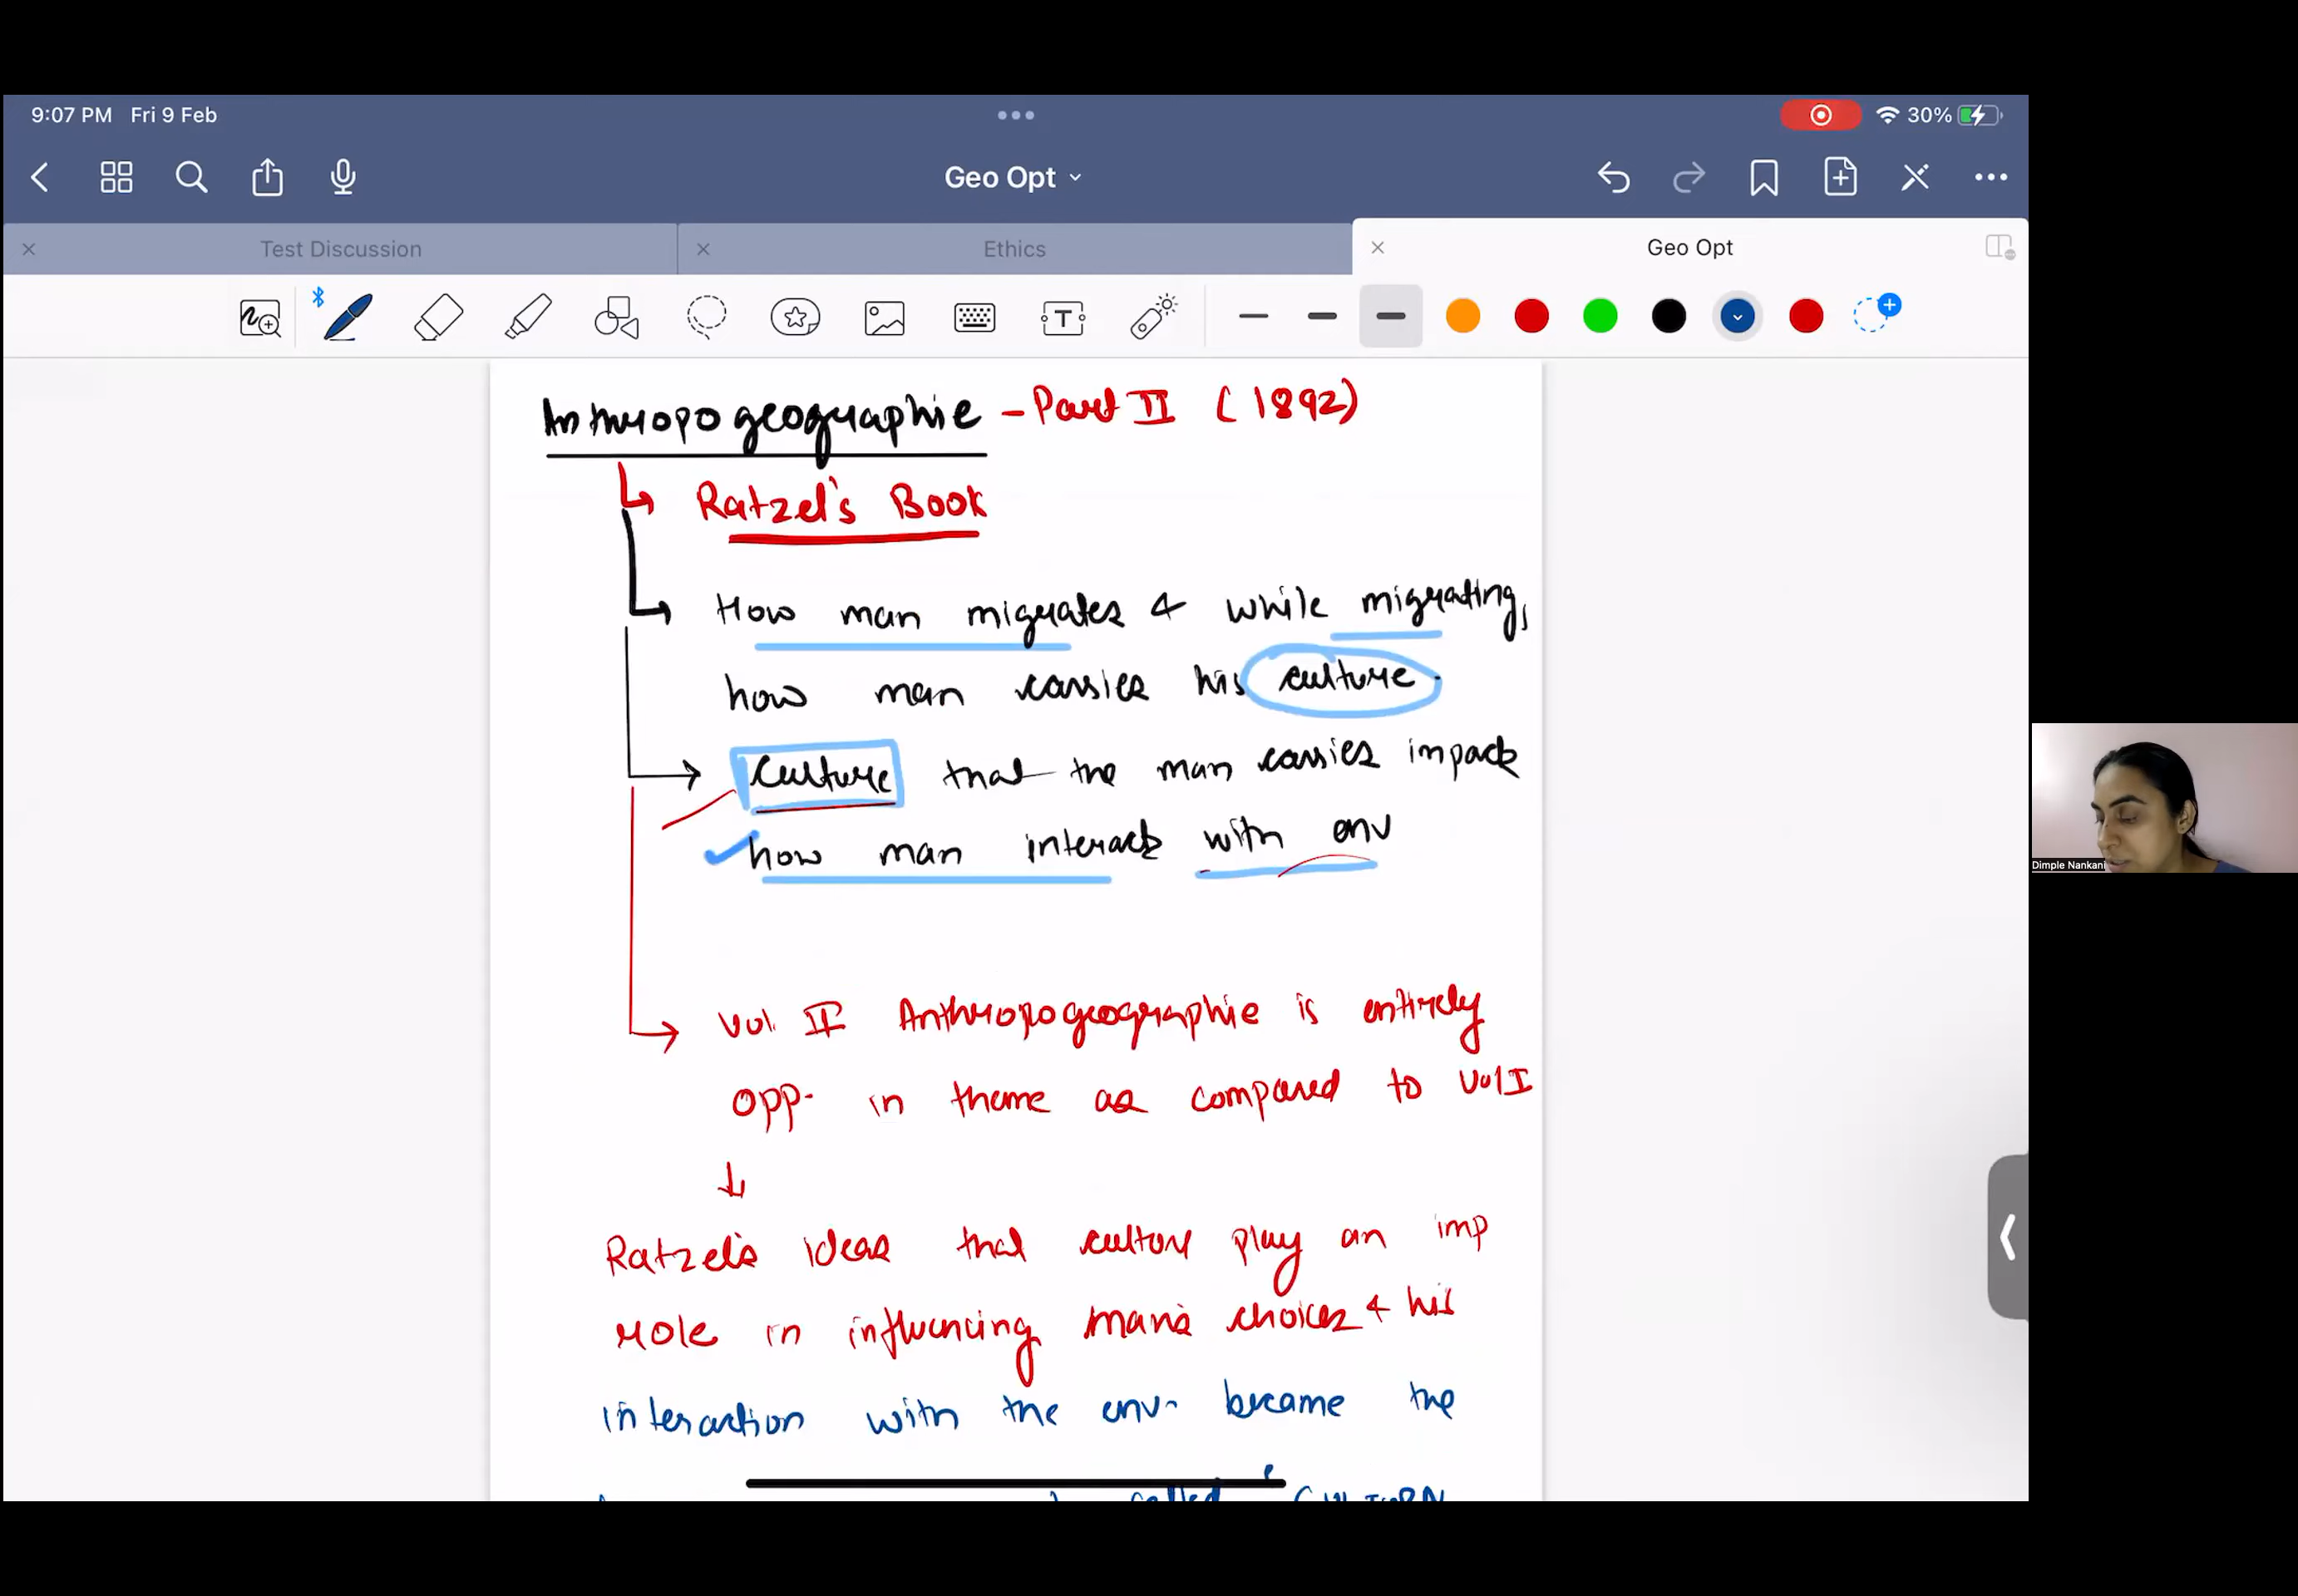 9:07 PM Fri 9 Feb
30%
Geo Opt
Test Discussion
Ethics
Geo Opt
T
Anthropogeographie - Part II (1892)
Ratzel's Book
How man migrates & while migrating,
how man carries his culture.
Culture that the man carries impacts
how man interacts with env
Vol. II Anthropogeographie is entirely
opp. in theme as compared to Vol I
Ratzel's ideas that culture play an imp
role in influencing man's choices & his
interaction with the env. became the
called
Dimple Nankani